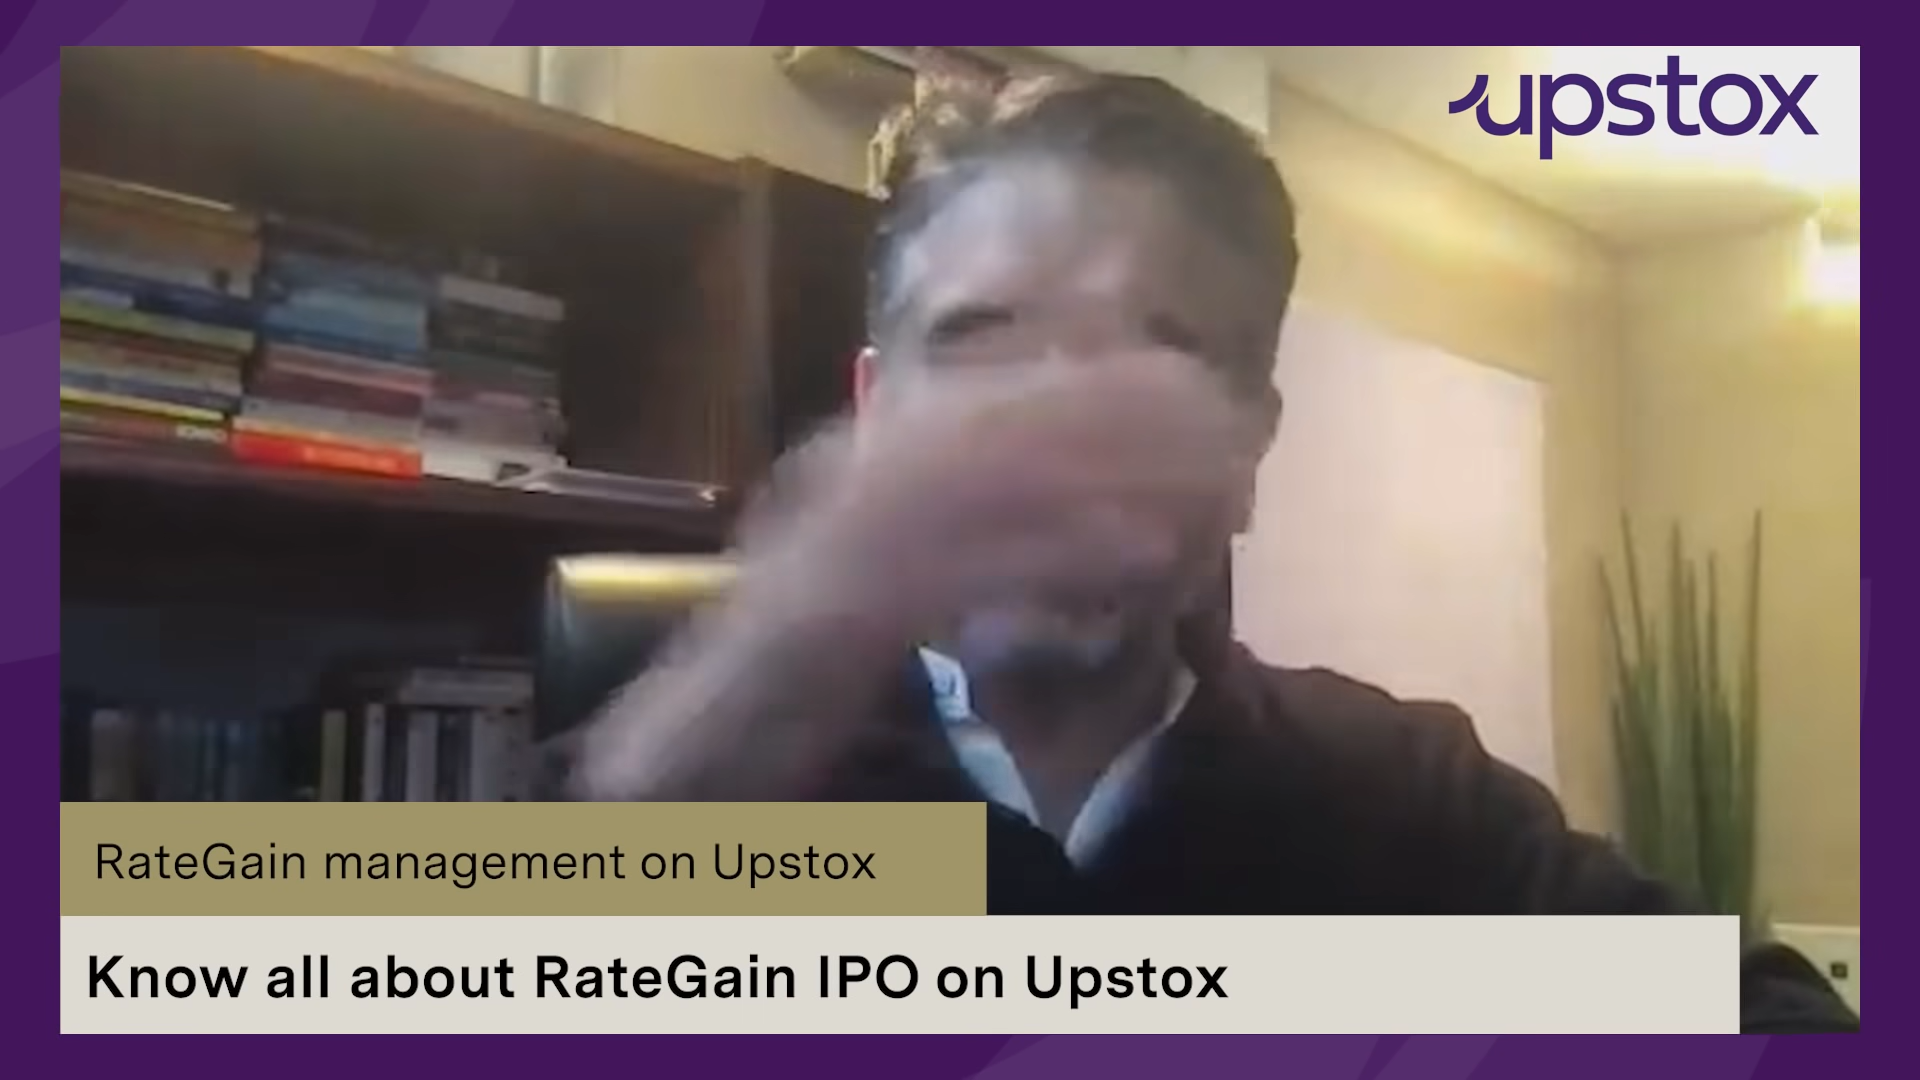 upstox
RateGain management on Upstox
Know all about RateGain IPO on Upstox